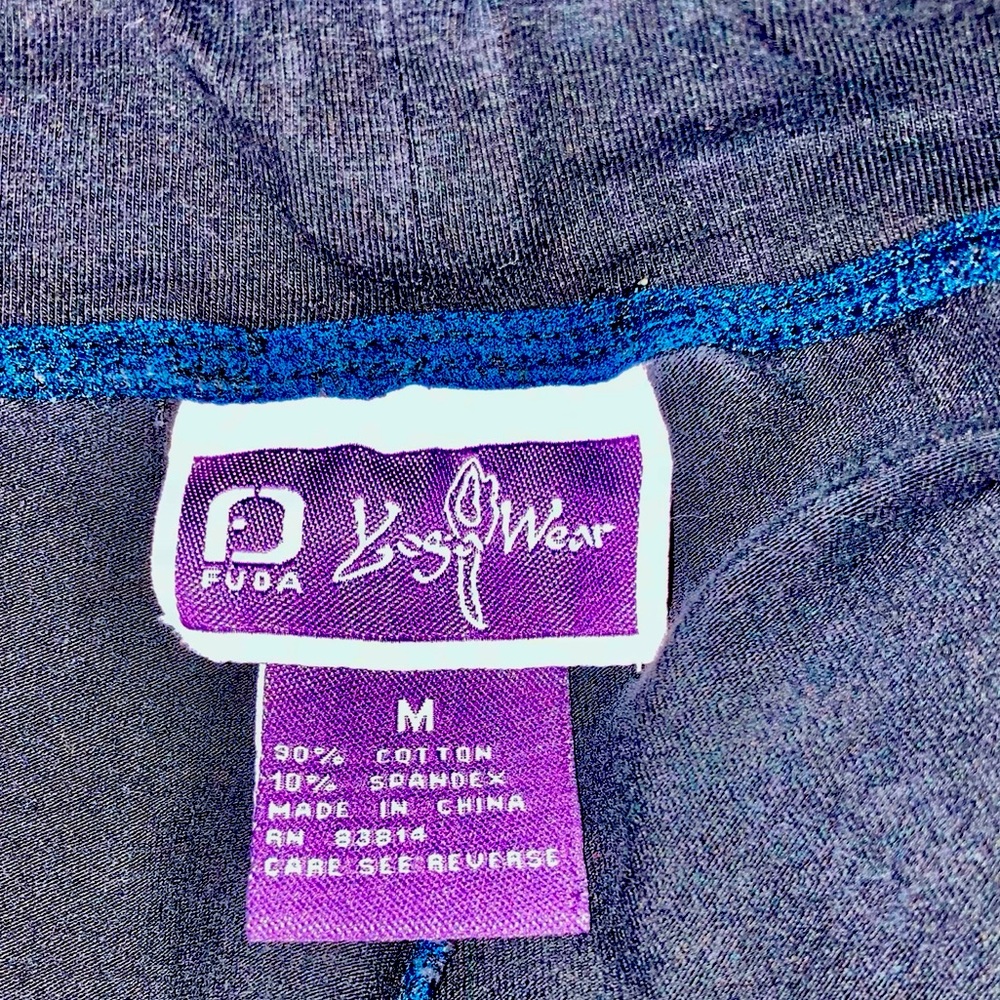 FUDA Yoga Wear
M
90% COTTON
10% SPANDEX
MADE IN CHINA
RN 83814
CARE SEE REVERSE